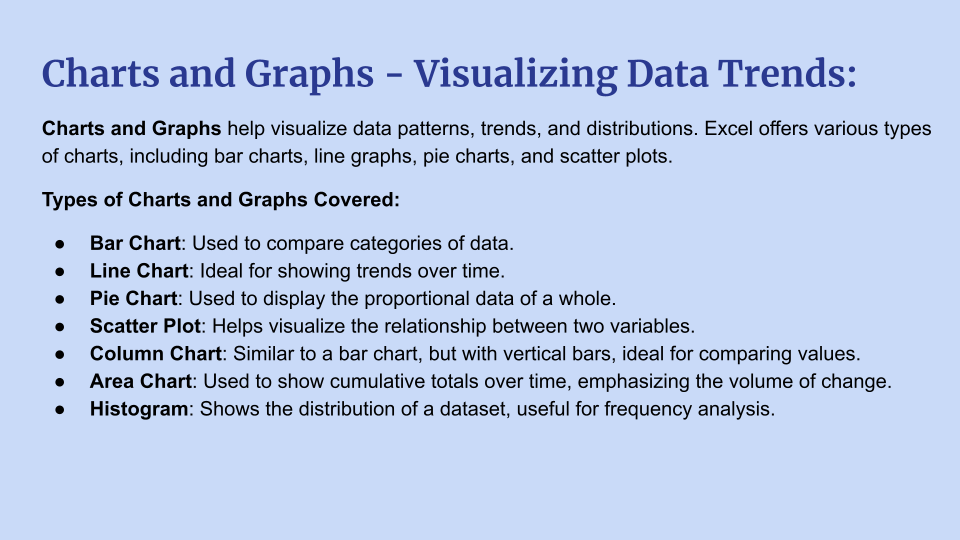 Charts and Graphs - Visualizing Data Trends:
Charts and Graphs help visualize data patterns, trends, and distributions. Excel offers various types
of charts, including bar charts, line graphs, pie charts, and scatter plots.
Types of Charts and Graphs Covered:
● Bar Chart: Used to compare categories of data.
● Line Chart: Ideal for showing trends over time.
● Pie Chart: Used to display the proportional data of a whole.
● Scatter Plot: Helps visualize the relationship between two variables.
● Column Chart: Similar to a bar chart, but with vertical bars, ideal for comparing values.
● Area Chart: Used to show cumulative totals over time, emphasizing the volume of change.
● Histogram: Shows the distribution of a dataset, useful for frequency analysis.